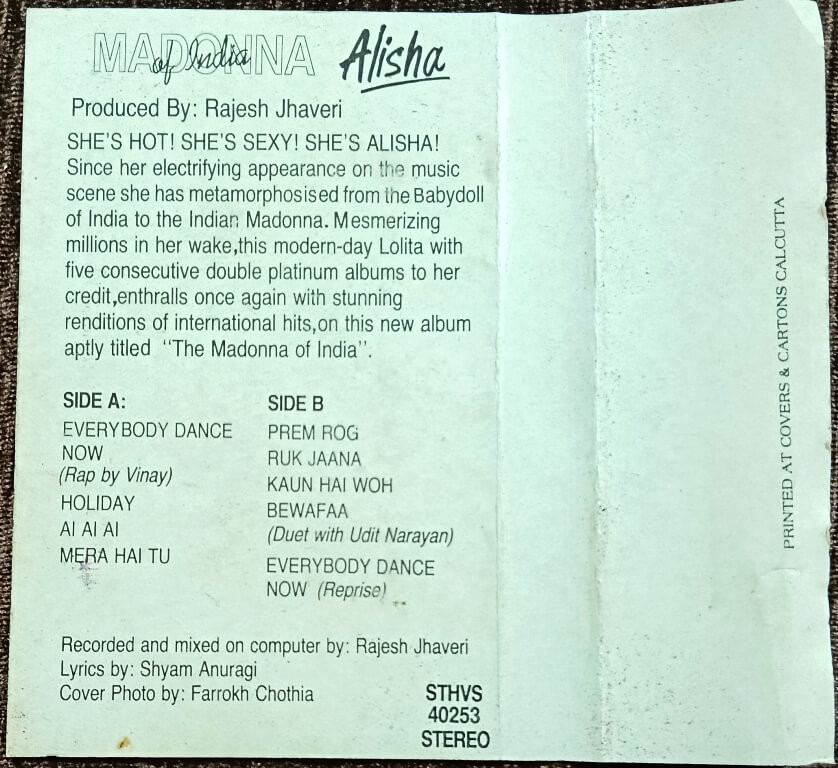 MADONNA of India Alisha
Produced By: Rajesh Jhaveri
SHE'S HOT! SHE'S SEXY! SHE'S ALISHA!
Since her electrifying appearance on the music
scene she has metamorphosised from the Babydoll
of India to the Indian Madonna. Mesmerizing
millions in her wake,this modern-day Lolita with
five consecutive double platinum albums to her
credit,enthralls once again with stunning
renditions of international hits,on this new album
aptly titled "The Madonna of India".
SIDE A:
EVERYBODY DANCE
NOW
(Rap by Vinay)
HOLIDAY
AI AI AI
MERA HAI TU
SIDE B
PREM ROG
RUK JAANA
KAUN HAI WOH
BEWAFAA
(Duet with Udit Narayan)
EVERYBODY DANCE
NOW (Reprise)
Recorded and mixed on computer by: Rajesh Jhaveri
Lyrics by: Shyam Anuragi
Cover Photo by: Farrokh Chothia
STHVS
40253
STEREO
PRINTED AT COVERS & CARTONS CALCUTTA